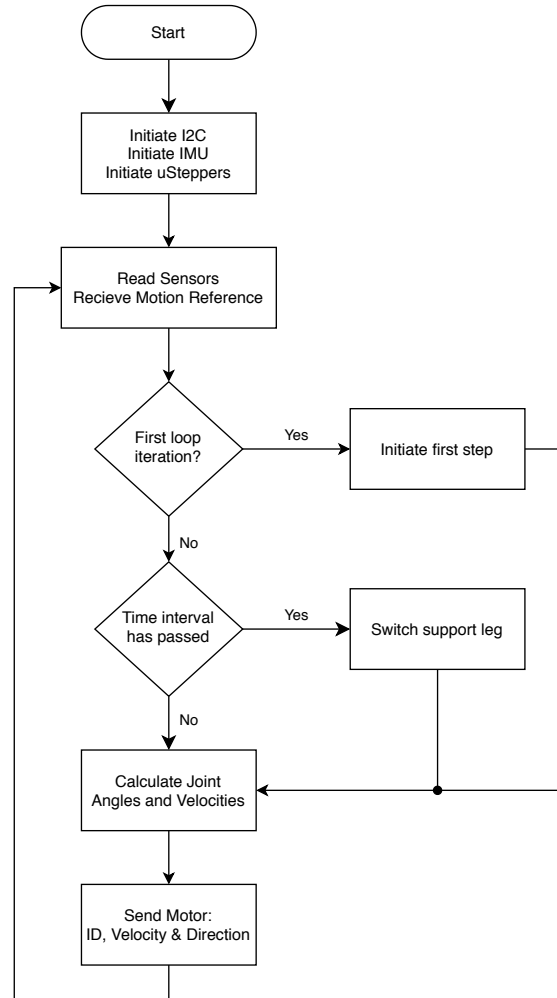 Start
Initiate I2C
Initiate IMU
Initiate uSteppers
Read Sensors
Recieve Motion Reference
First loop
iteration?
Yes
Initiate first step
No
Time interval
has passed
Yes
Switch support leg
No
Calculate Joint
Angles and Velocities
Send Motor:
ID, Velocity & Direction